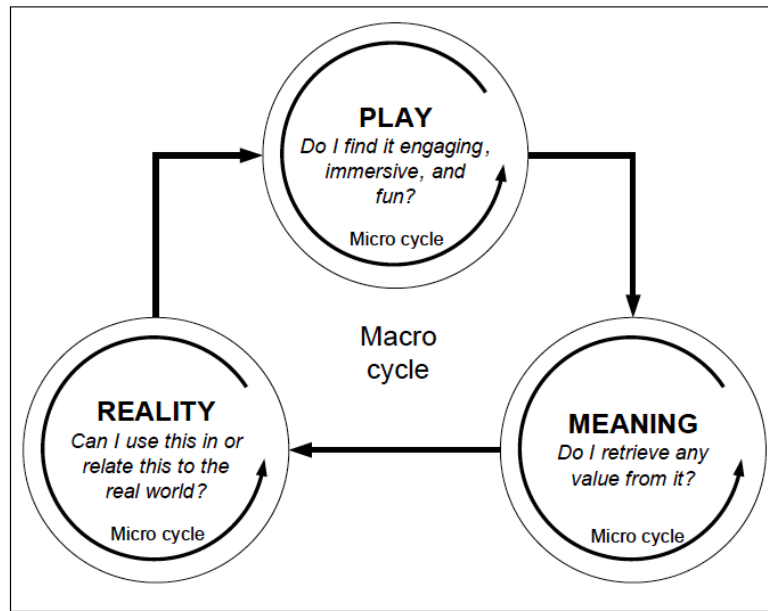 PLAY
Do I find it engaging,
immersive, and
fun?
Micro cycle
Macro
cycle
REALITY
Can I use this in or
relate this to the
real world?
Micro cycle
MEANING
Do I retrieve any
value from it?
Micro cycle